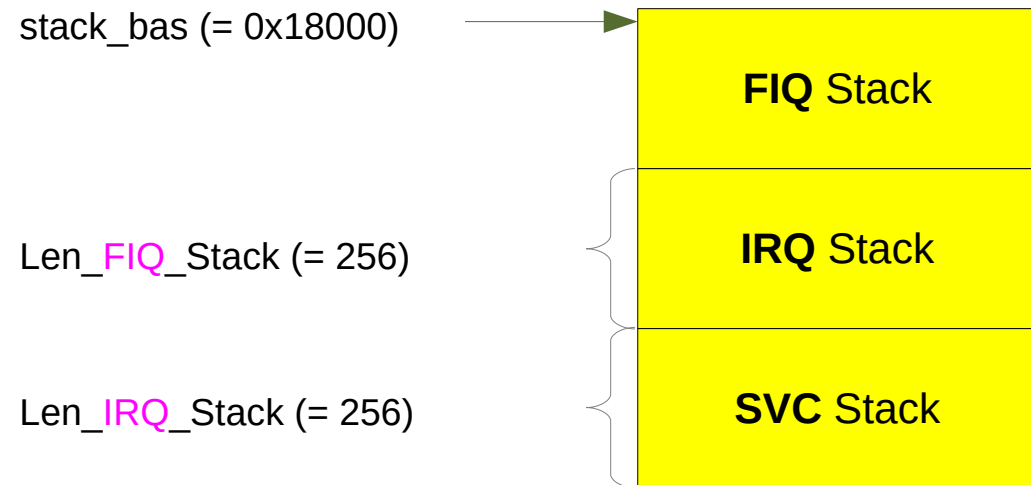 stack_bas (= 0x18000)
FIQ Stack
Len_FIQ_Stack (= 256)
IRQ Stack
Len_IRQ_Stack (= 256)
SVC Stack